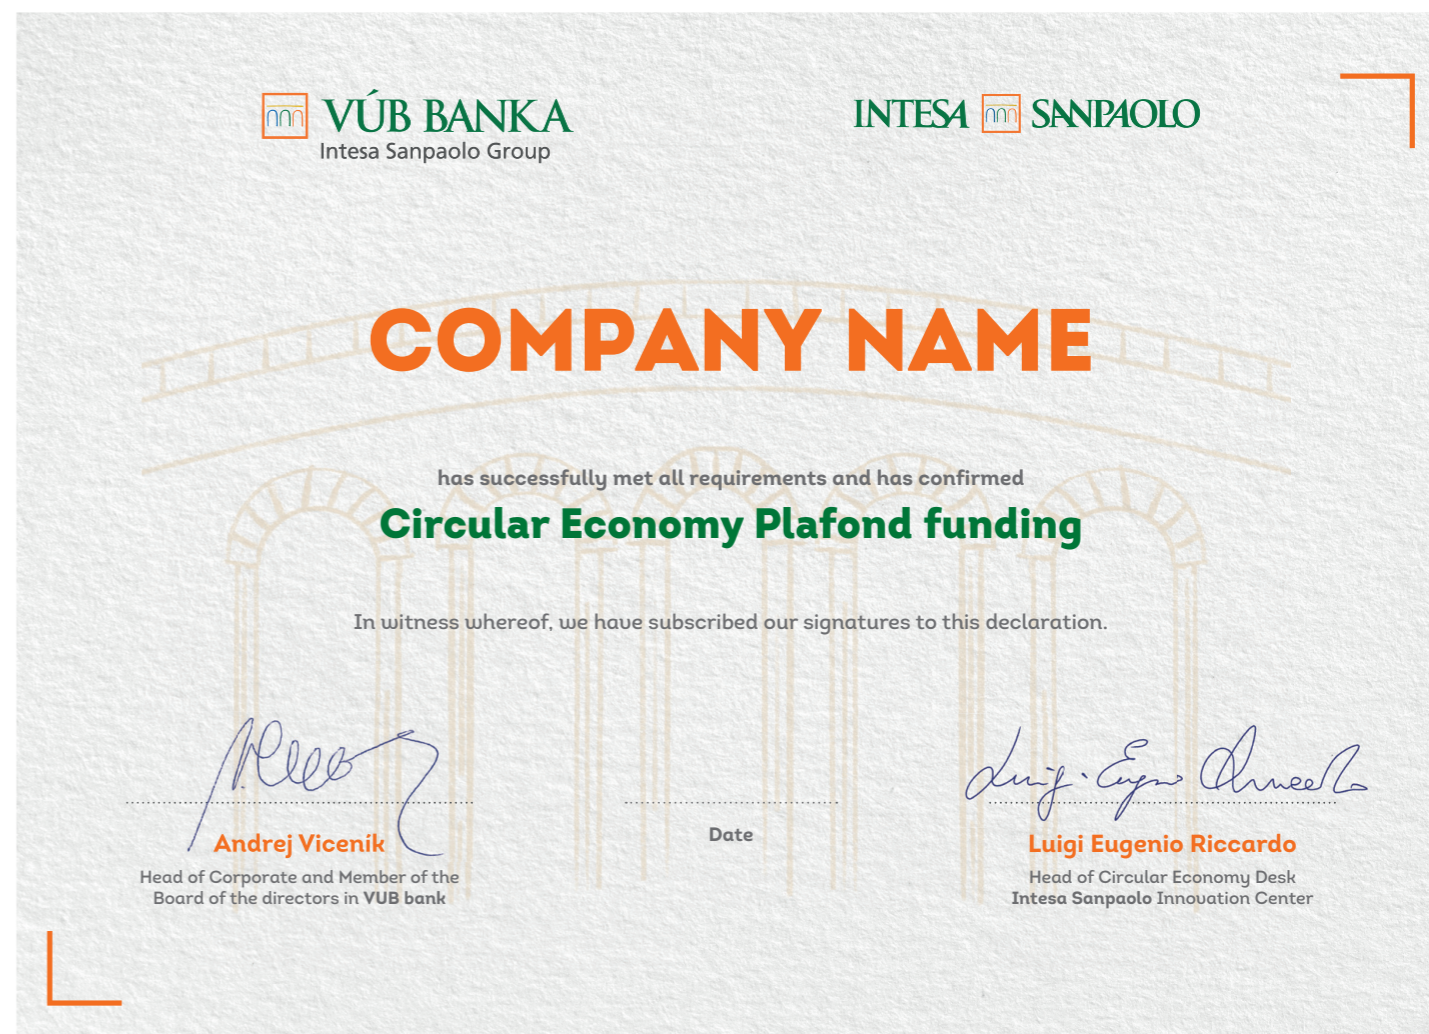 VÚB BANKA
Intesa Sanpaolo Group
INTESA SANPAOLO
COMPANY NAME
has successfully met all requirements and has confirmed
Circular Economy Plafond funding
In witness whereof, we have subscribed our signatures to this declaration.
Andrej Viceník
Head of Corporate and Member of the
Board of the directors in VUB bank
Date
Luigi Eugenio Riccardo
Head of Circular Economy Desk
Intesa Sanpaolo Innovation Center